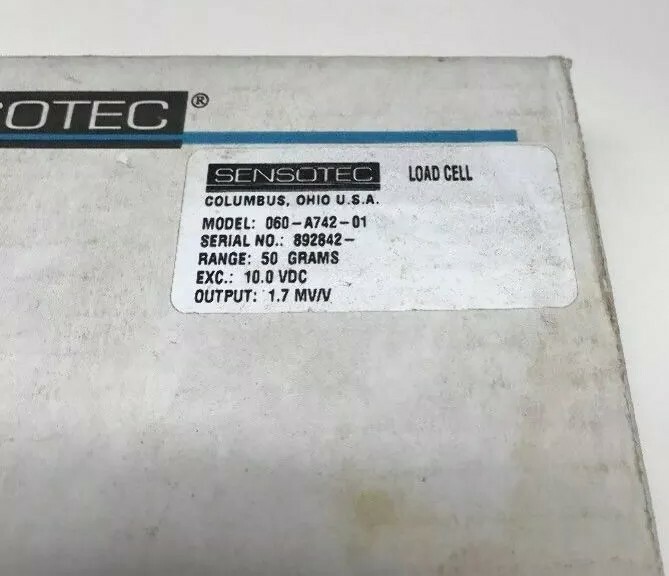 SOTEC®
SENSOTEC LOAD CELL
COLUMBUS, OHIO U.S.A.
MODEL: 060-A742-01
SERIAL NO.: 892842-
RANGE: 50 GRAMS
EXC.: 10.0 VDC
OUTPUT: 1.7 MV/V